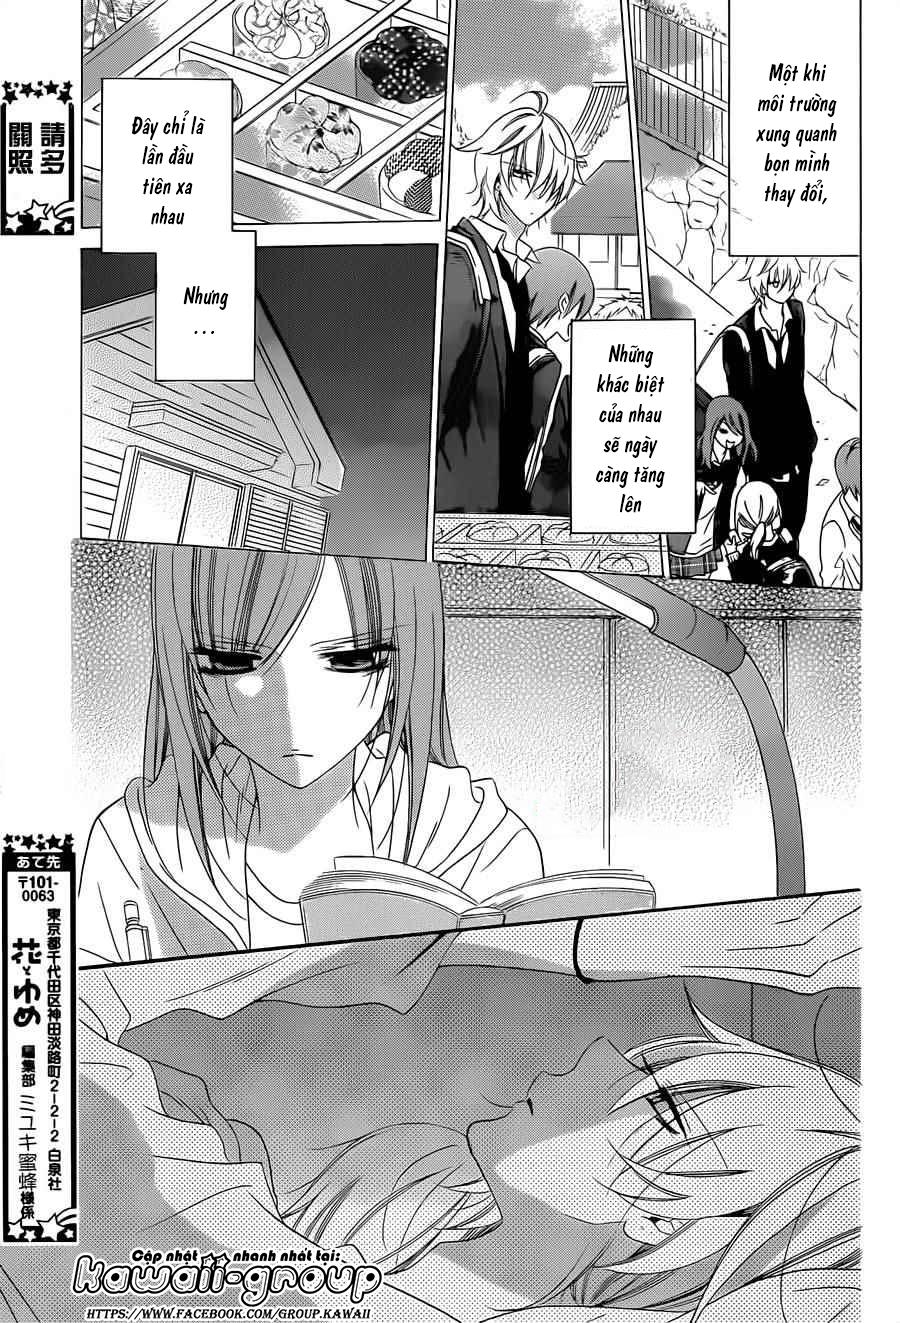 Một khi
môi trường
xung quanh
bọn mình
thay đổi,
Những
khác biệt
của nhau
sẽ ngày
càng tăng
lên
Đây chỉ là
lần đầu
tiên xa
nhau
Nhưng
...
請多
關照
あて先
〒101-
0063
東京都千代田区神田淡路町2-2-2 白泉社
花とゆめ
編集部 ミユキ蜜蜂様係
Cập nhật nhanh nhất tại:
kawaii-group
HTTPS://WWW.FACEBOOK.COM/GROUP.KAWAII